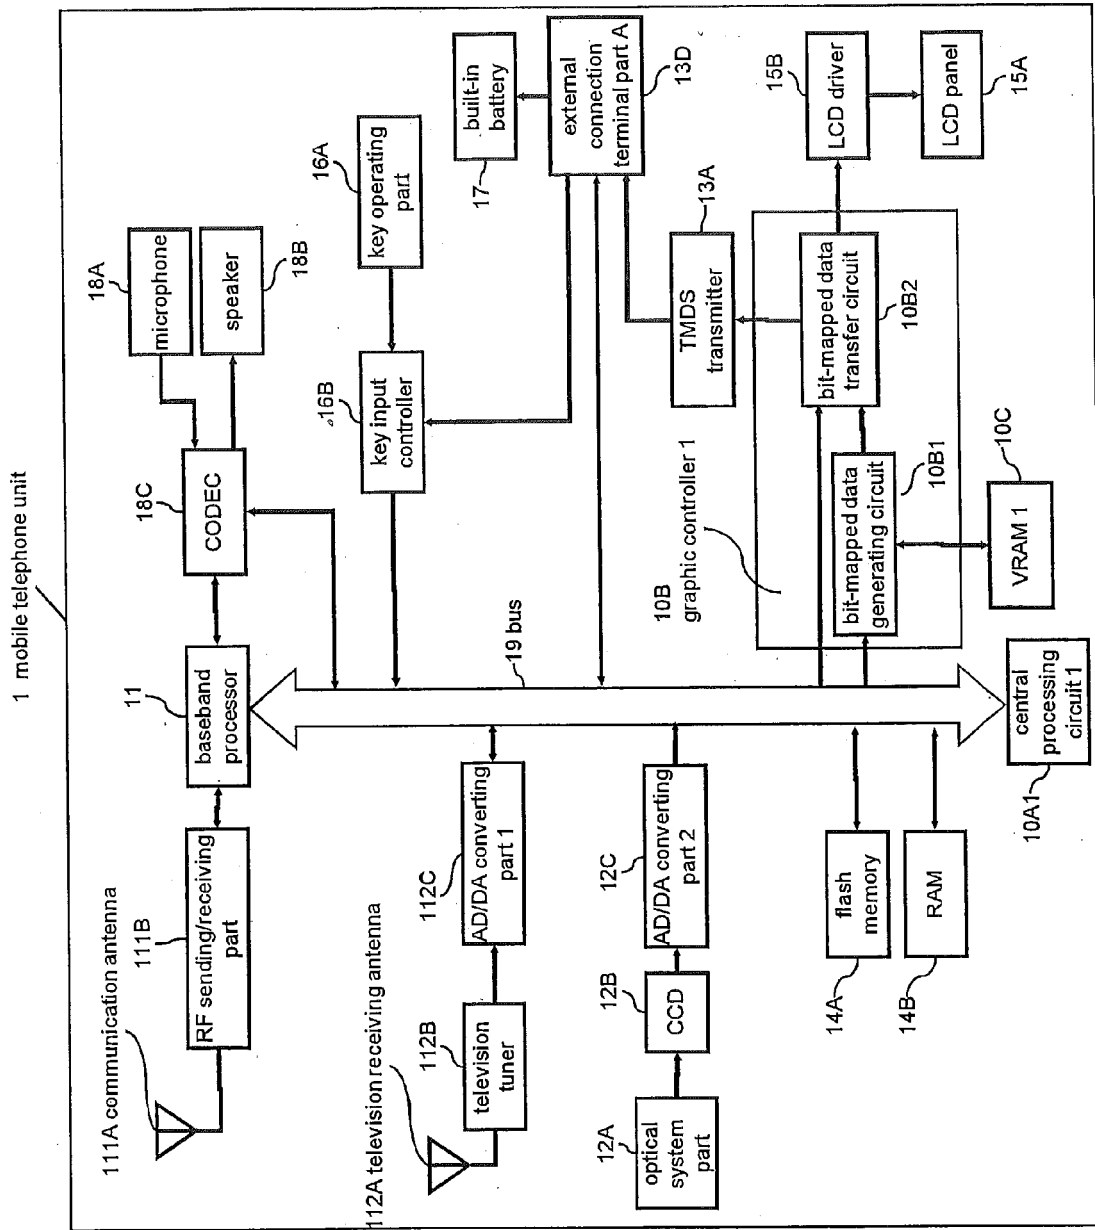 1 mobile telephone unit
111A communication antenna
111B
RF sending/receiving
part
11
baseband
processor
18C
CODEC
18A
microphone
speaker
18B
112A television receiving antenna
112B
television
tuner
112C
AD/DA converting
part 1
19 bus
16B
key input
controller
16A
key operating
part
17
built-in
battery
external
connection
terminal part A
13D
12A
optical
system
part
12B
CCD
12C
AD/DA converting
part 2
10B
graphic controller 1
TMDS
transmitter
13A
bit-mapped data
generating circuit
10B1
bit-mapped data
transfer circuit
10B2
VRAM 1
10C
15B
LCD driver
LCD panel
15A
14A
flash
memory
14B
RAM
10A1
central
processing
circuit 1